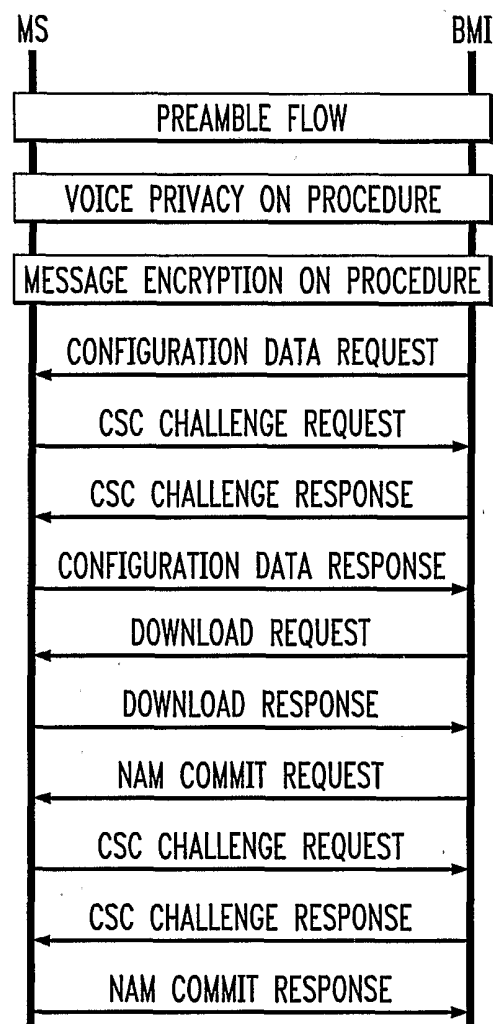 MS BMI
PREAMBLE FLOW
VOICE PRIVACY ON PROCEDURE
MESSAGE ENCRYPTION ON PROCEDURE
CONFIGURATION DATA REQUEST
CSC CHALLENGE REQUEST
CSC CHALLENGE RESPONSE
CONFIGURATION DATA RESPONSE
DOWNLOAD REQUEST
DOWNLOAD RESPONSE
NAM COMMIT REQUEST
CSC CHALLENGE REQUEST
CSC CHALLENGE RESPONSE
NAM COMMIT RESPONSE